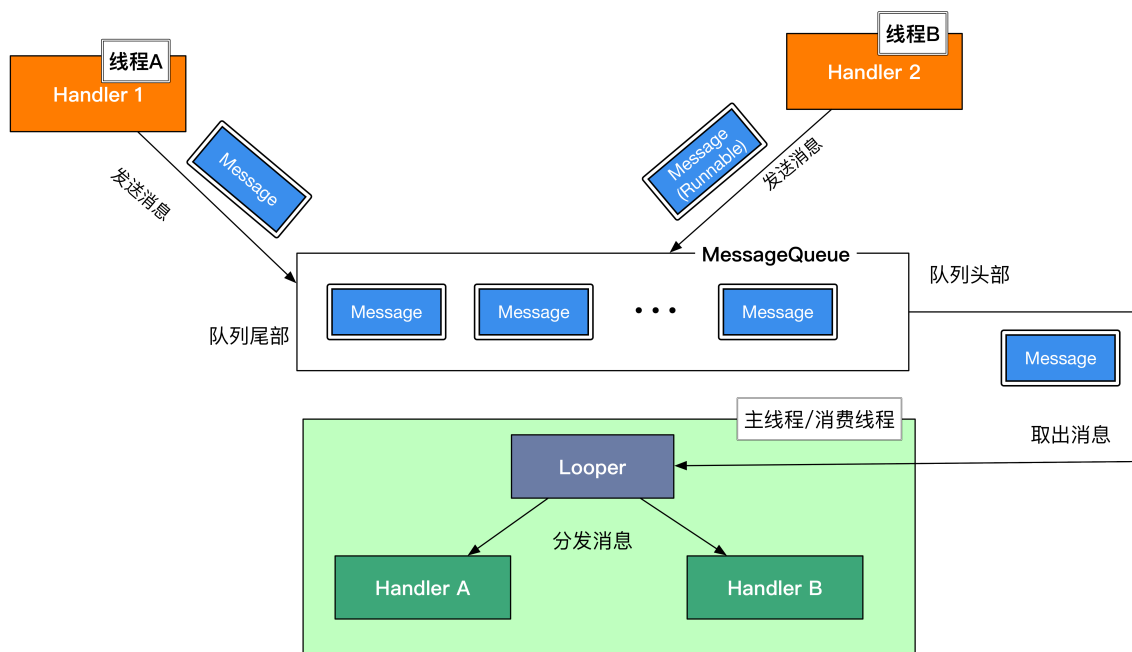 线程A
Handler 1
线程B
Handler 2
Message
发送消息
Message
(Runnable)
发送消息
MessageQueue
队列头部
Message
Message
• • •
Message
队列尾部
Message
主线程/消费线程
取出消息
Looper
分发消息
Handler A
Handler B